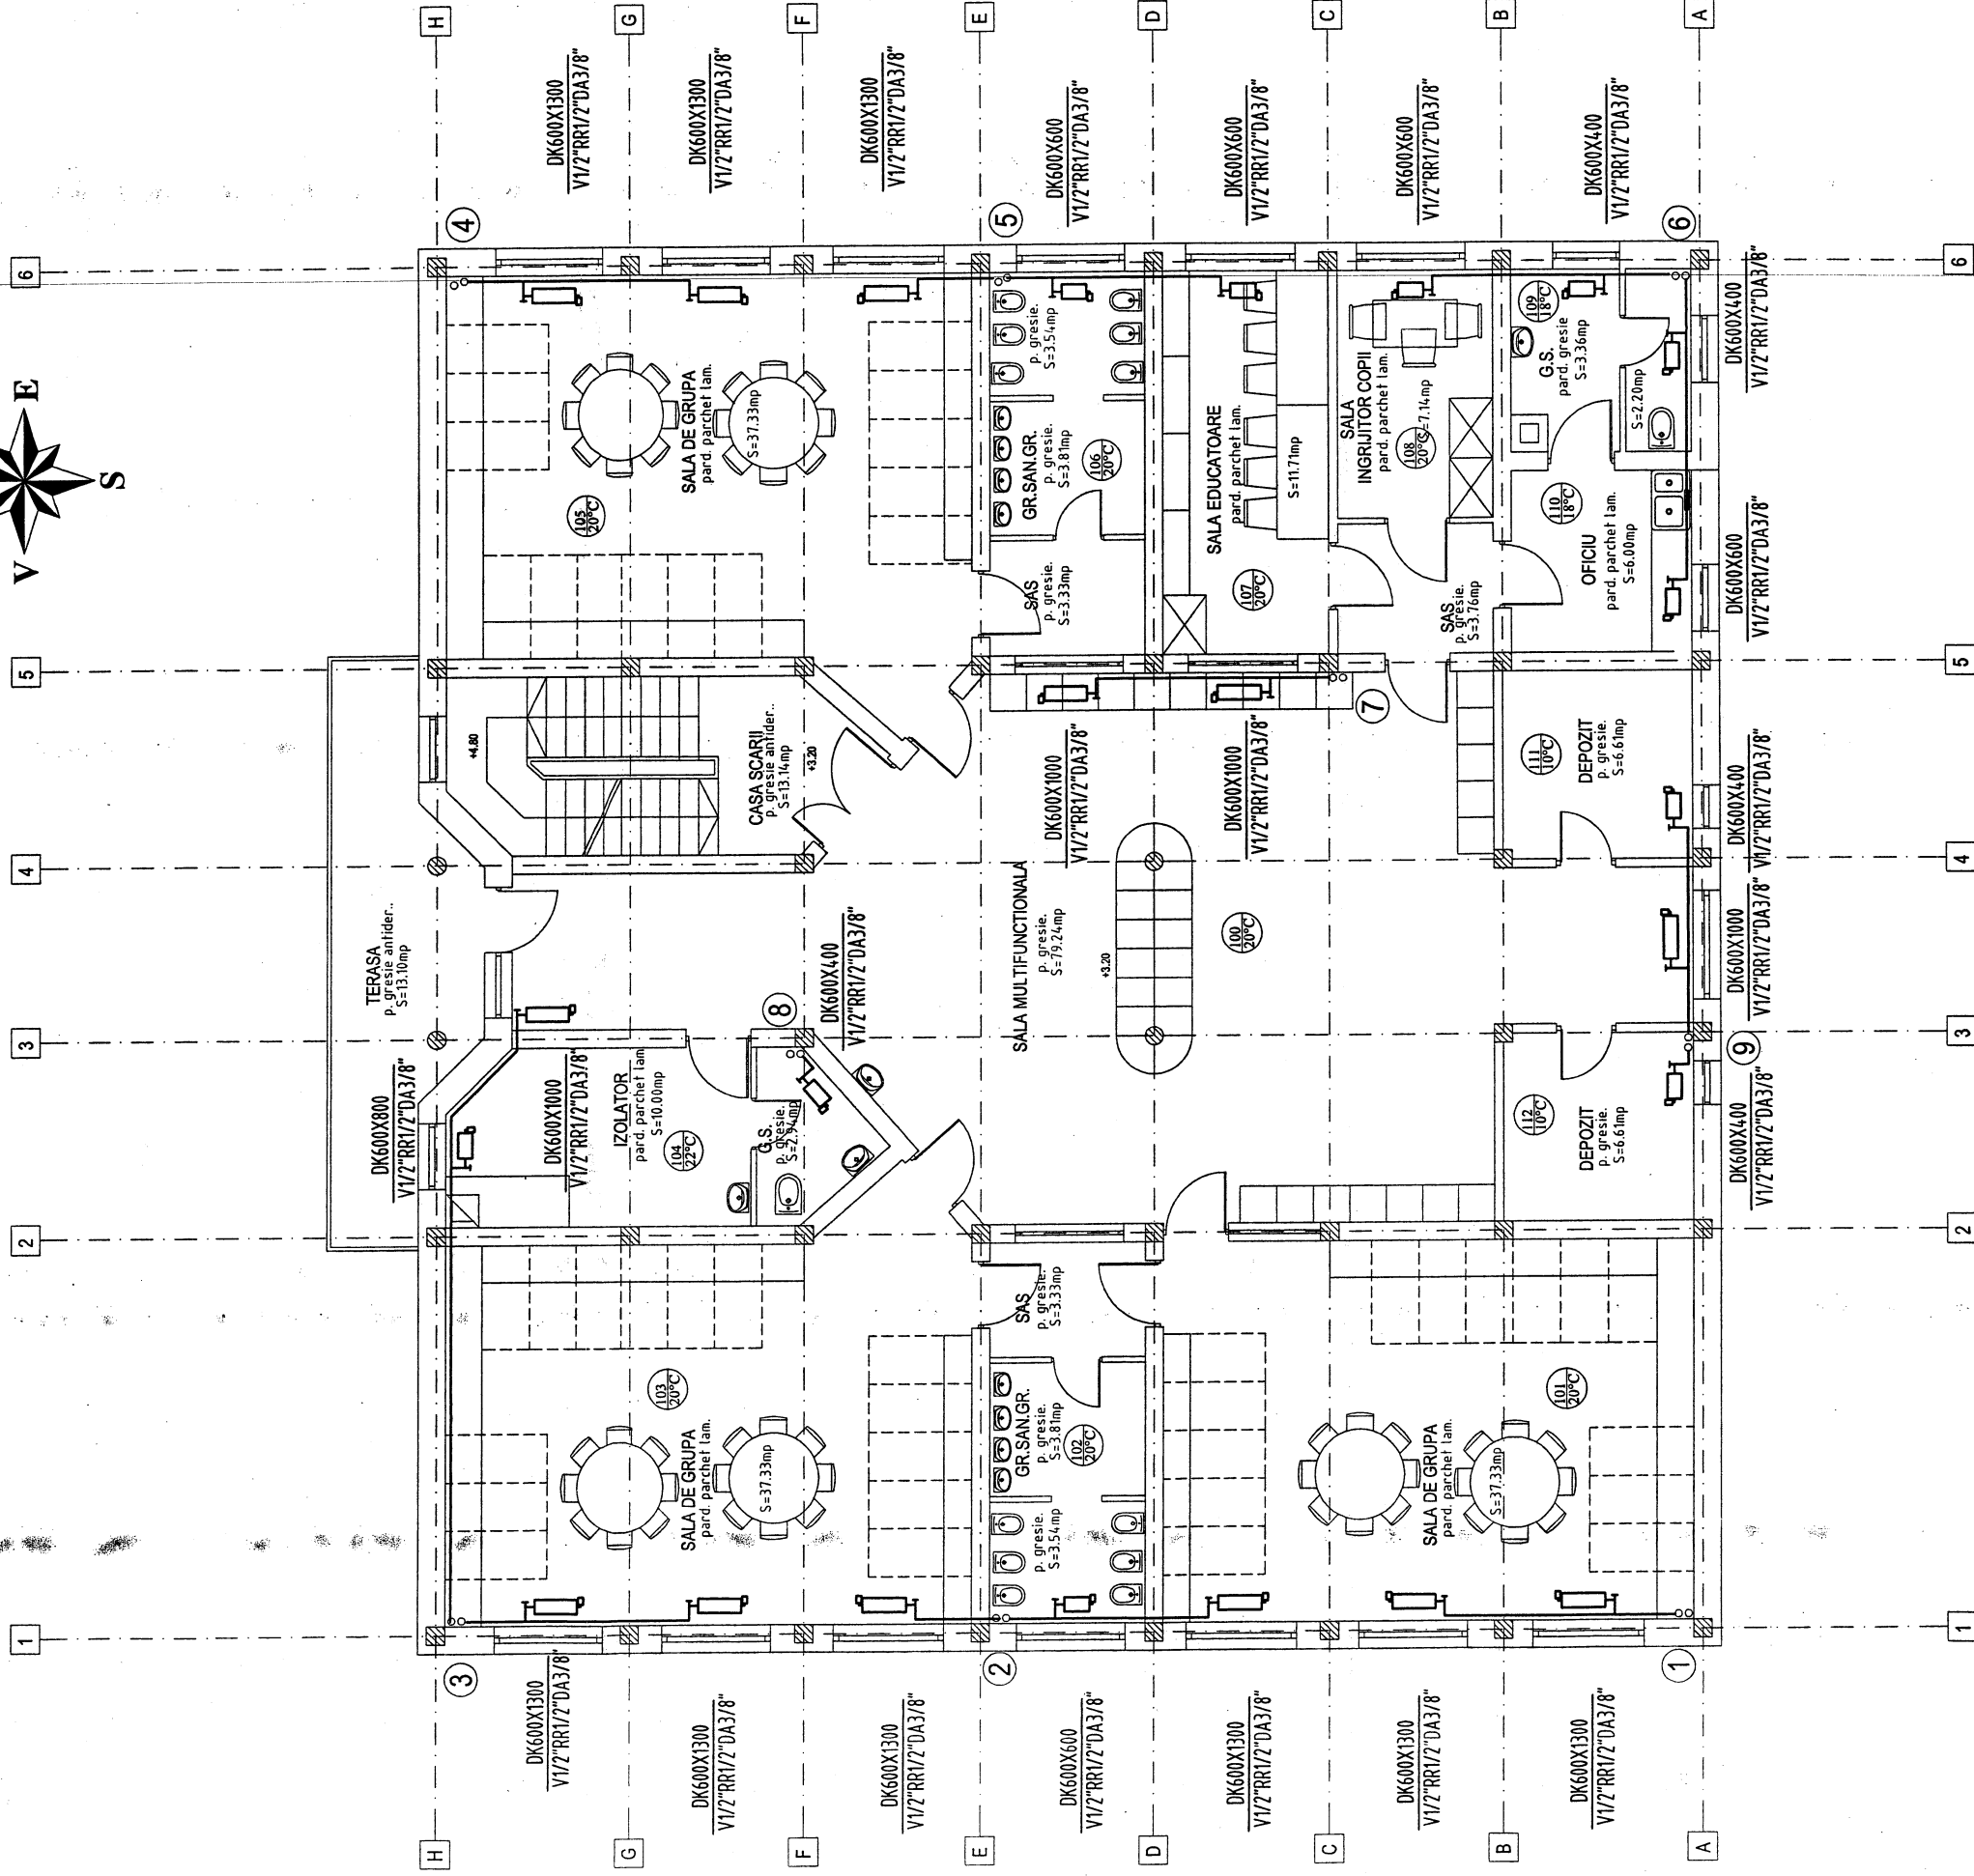 E
S
V
H
G
F
E
D
C
B
A
DK600X1300
V1/2"RR1/2"DA3/8"
DK600X1300
V1/2"RR1/2"DA3/8"
DK600X1300
V1/2"RR1/2"DA3/8"
DK600X600
V1/2"RR1/2"DA3/8"
DK600X600
V1/2"RR1/2"DA3/8"
DK600X600
V1/2"RR1/2"DA3/8"
DK600X400
V1/2"RR1/2"DA3/8"
4
5
6
6
6
SALA DE GRUPA
pard. parchet lam.
S=37.33mp
105
20°C
p. gresie.
S=3.54mp
GR.SAN.GR.
p. gresie.
S=3.81mp
106
20°C
SAS
p. gresie.
S=3.33mp
SALA EDUCATOARE
pard. parchet lam.
S=11.71mp
107
20°C
SALA
INGRIJITOR COPII
pard. parchet lam.
S=7.14mp
108
20°C
SAS
p. gresie.
S=3.76mp
109
18°C
G.S.
pard. gresie
S=3.36mp
S=2.20mp
110
18°C
OFICIU
pard. parchet lam.
S=6.00mp
DK600X400
V1/2"RR1/2"DA3/8"
DK600X600
V1/2"RR1/2"DA3/8"
5
5
+4.80
CASA SCARII
p. gresie antider..
S=13.14mp
+3.20
7
DK600X1000
V1/2"RR1/2"DA3/8"
DK600X1000
V1/2"RR1/2"DA3/8"
111
10°C
DEPOZIT
p. gresie.
S=6.61mp
DK600X400
V1/2"RR1/2"DA3/8"
4
4
TERASA
p. gresie antider..
S=13.10mp
DK600X400
V1/2"RR1/2"DA3/8"
8
SALA MULTIFUNCTIONALA
p. gresie.
S=79.24mp
+3.20
100
20°C
DK600X1000
V1/2"RR1/2"DA3/8"
3
3
9
DK600X800
V1/2"RR1/2"DA3/8"
DK600X1000
V1/2"RR1/2"DA3/8"
IZOLATOR
pard. parchet lam
S=10.00mp
104
22°C
G.S.
p. gresie.
S=2.94mp
112
10°C
DEPOZIT
p. gresie.
S=6.61mp
DK600X400
V1/2"RR1/2"DA3/8"
2
2
103
20°C
SALA DE GRUPA
pard. parchet lam.
S=37.33mp
SAS
p. gresie.
S=3.33mp
GR.SAN.GR.
p. gresie.
S=3.81mp
102
20°C
p. gresie.
S=3.54mp
101
20°C
SALA DE GRUPA
pard. parchet lam.
S=37.33mp
1
1
3
2
1
DK600X1300
V1/2"RR1/2"DA3/8"
DK600X1300
V1/2"RR1/2"DA3/8"
DK600X1300
V1/2"RR1/2"DA3/8"
DK600X600
V1/2"RR1/2"DA3/8"
DK600X1300
V1/2"RR1/2"DA3/8"
DK600X1300
V1/2"RR1/2"DA3/8"
DK600X1300
V1/2"RR1/2"DA3/8"
H
G
F
E
D
C
B
A